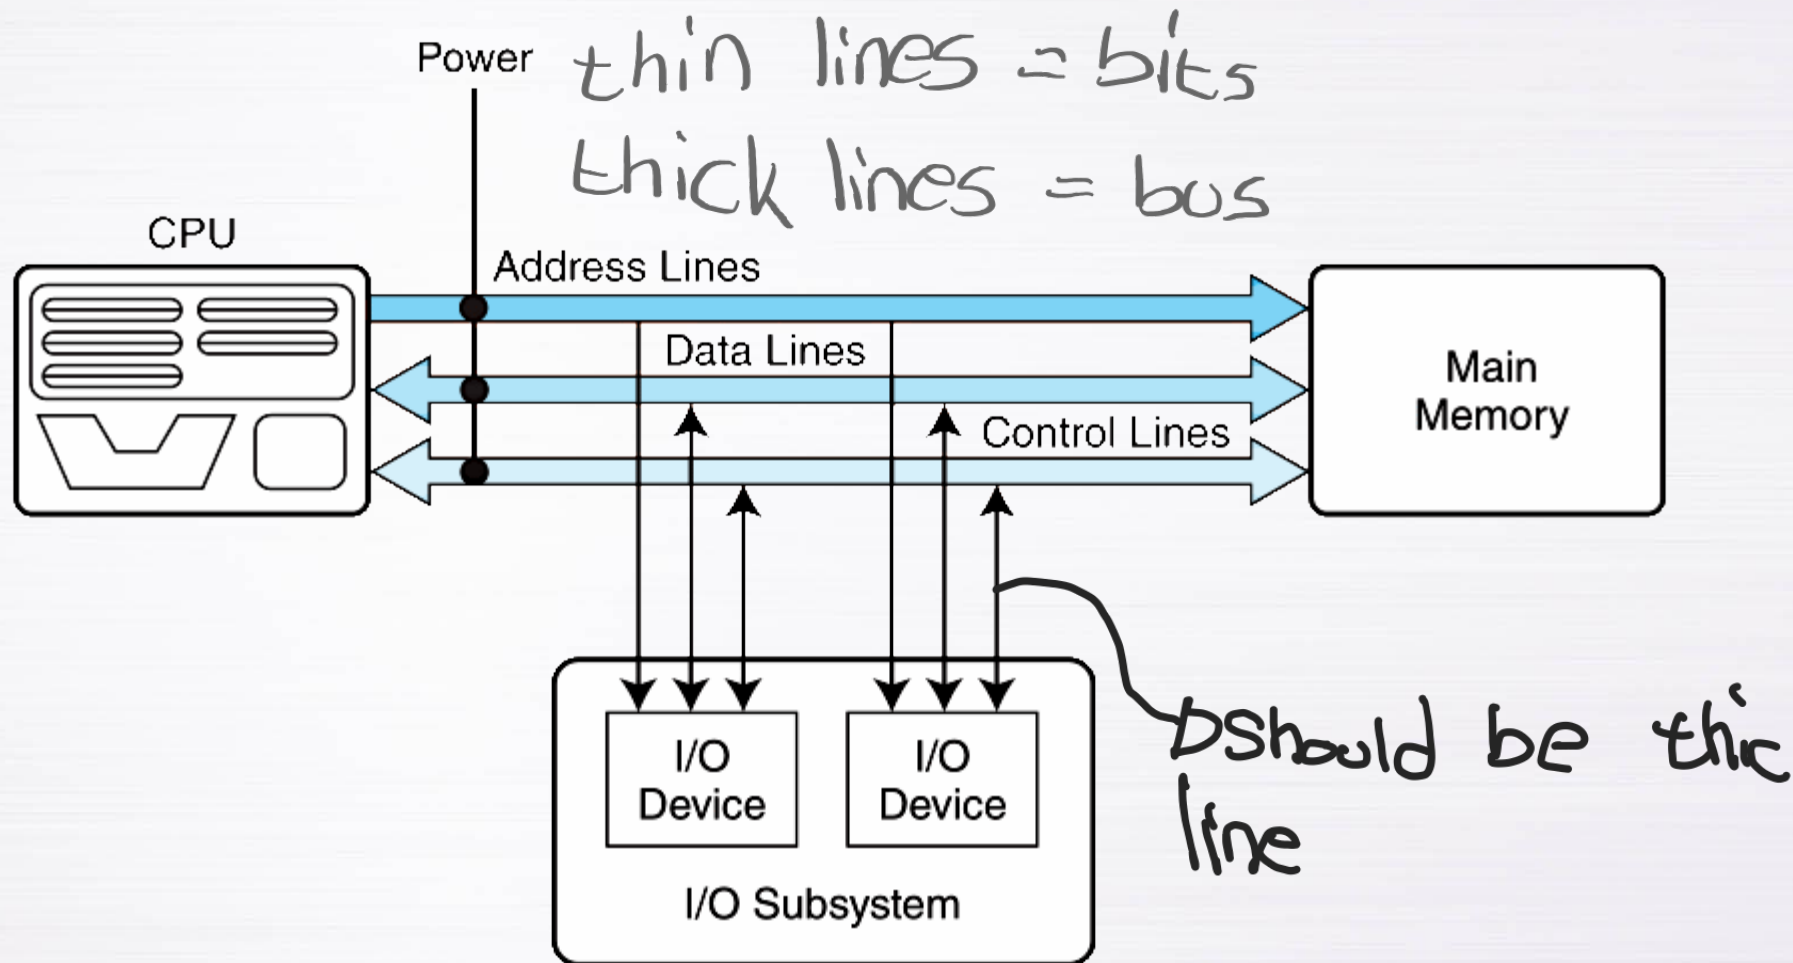 Power
thin lines = bits
thick lines = bus
CPU
Address Lines
Data Lines
Control Lines
Main
Memory
Should be thic
line
I/O
Device
I/O
Device
I/O Subsystem